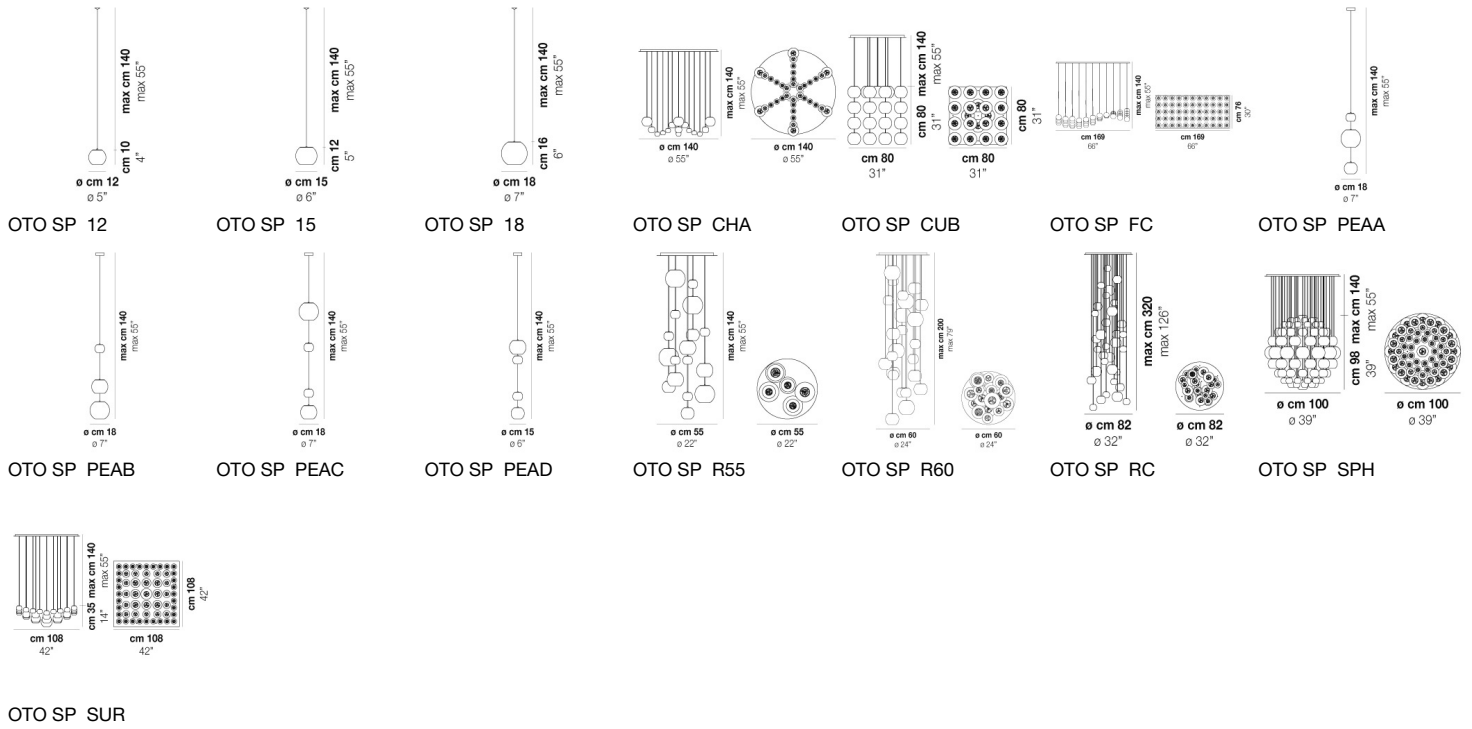 max cm 140
max 55"
cm 10
4"
ø cm 12
ø 5"
OTO SP 12
max cm 140
max 55"
cm 12
5"
ø cm 15
ø 6"
OTO SP 15
max cm 140
max 55"
cm 16
6"
ø cm 18
ø 7"
OTO SP 18
max cm 140
max 55"
ø cm 140
ø 55"
ø cm 140
ø 55"
OTO SP CHA
max cm 140
max 55"
cm 80
31"
cm 80
31"
cm 80
31"
cm 80
31"
OTO SP CUB
max cm 140
max 55"
cm 169
66"
cm 76
30"
cm 169
66"
OTO SP FC
max cm 140
max 55"
ø cm 18
ø 7"
OTO SP PEAA
max cm 140
max 55"
ø cm 18
ø 7"
OTO SP PEAB
max cm 140
max 55"
ø cm 18
ø 7"
OTO SP PEAC
max cm 140
max 55"
ø cm 15
ø 6"
OTO SP PEAD
max cm 140
max 55"
ø cm 55
ø 22"
ø cm 55
ø 22"
OTO SP R55
max cm 200
max 79"
ø cm 60
ø 24"
ø cm 60
ø 24"
OTO SP R60
max cm 320
max 126"
ø cm 82
ø 32"
ø cm 82
ø 32"
OTO SP RC
max cm 140
max 55"
cm 98
39"
ø cm 100
ø 39"
ø cm 100
ø 39"
OTO SP SPH
max cm 140
max 55"
cm 35
14"
cm 108
42"
cm 108
42"
cm 108
42"
OTO SP SUR